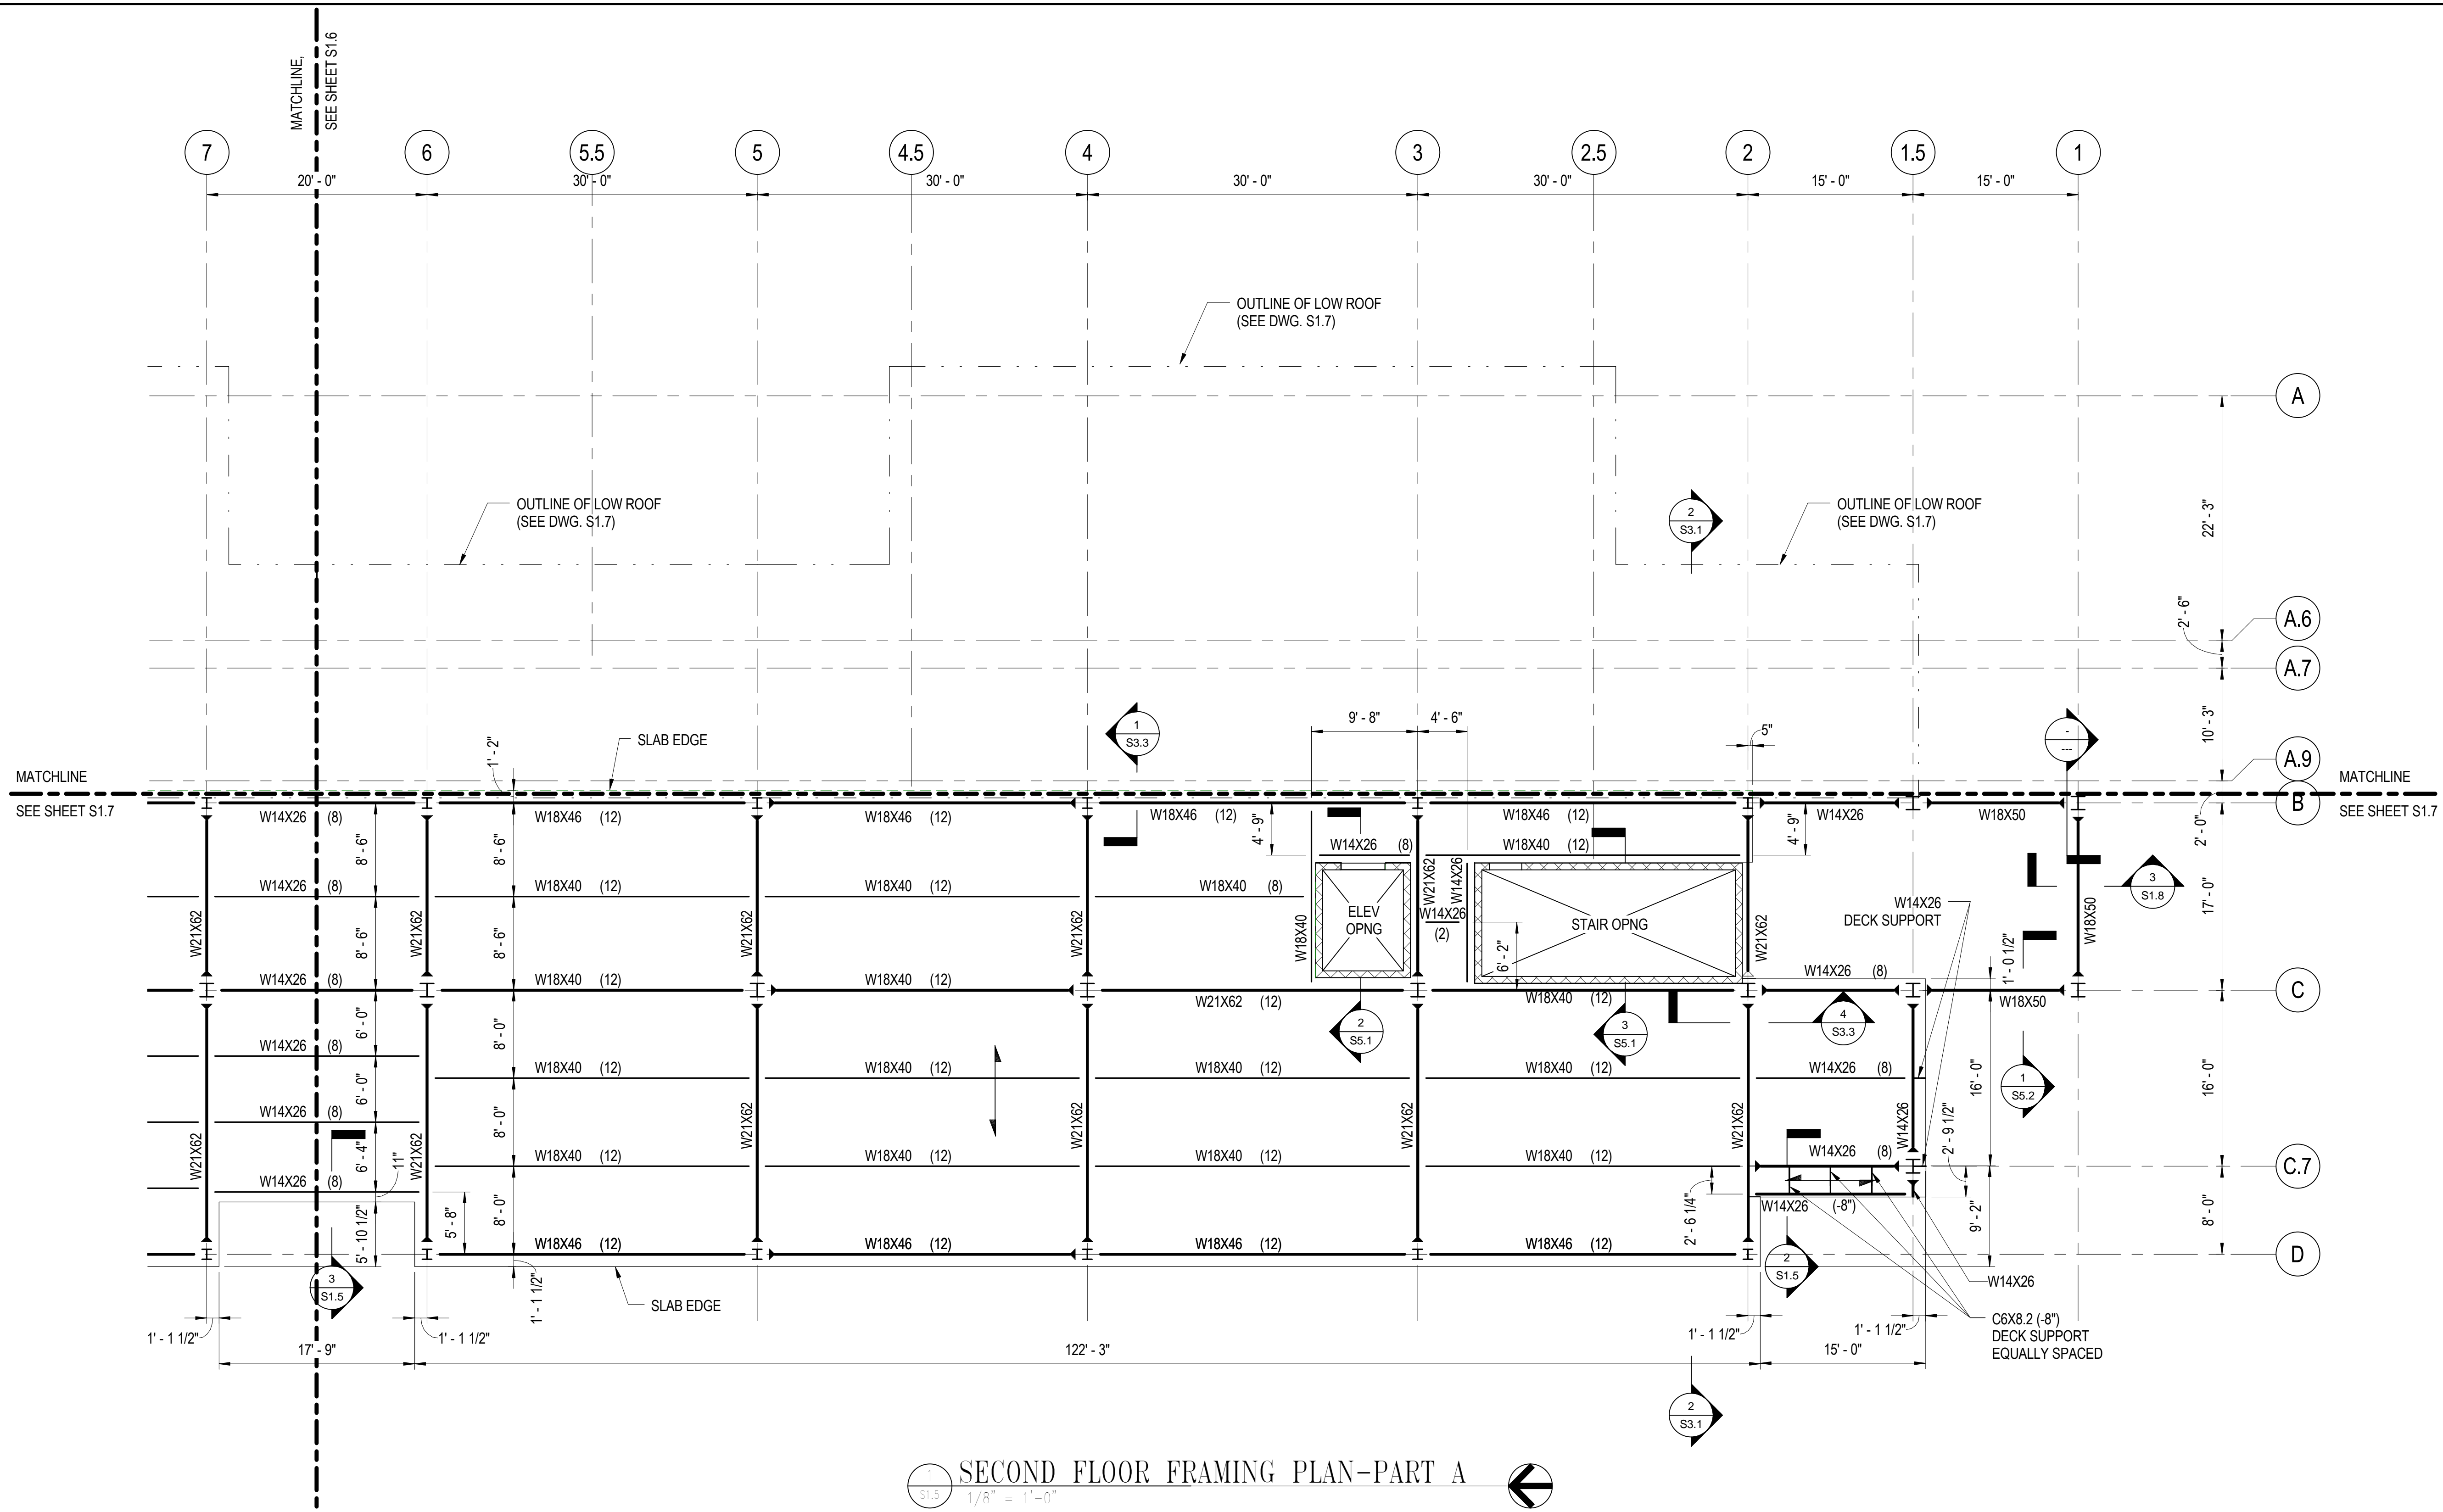 MATCHLINE,
SEE SHEET S1.6
7
6
5.5
5
4.5
4
3
2.5
2
1.5
1
20' - 0"
30' - 0"
30' - 0"
30' - 0"
30' - 0"
15' - 0"
15' - 0"
OUTLINE OF LOW ROOF
(SEE DWG. S1.7)
A
OUTLINE OF LOW ROOF
(SEE DWG. S1.7)
2
S3.1
OUTLINE OF LOW ROOF
(SEE DWG. S1.7)
22' - 3"
A.6
2' - 6"
A.7
10' - 3"
1' - 2"
SLAB EDGE
1
S3.3
9' - 8"
4' - 6"
5"
-
---
A.9
MATCHLINE
SEE SHEET S1.7
B
MATCHLINE
SEE SHEET S1.7
2' - 0"
W14X26 (8)
W18X46 (12)
W18X46 (12)
W18X46 (12)
W18X46 (12)
W14X26
W18X50
8' - 6"
8' - 6"
4' - 9"
W14X26 (8)
W18X40 (12)
4' - 9"
W14X26 (8)
W18X40 (12)
W18X40 (12)
W18X40 (8)
W21X62
W14X26
3
S1.8
17' - 0"
W21X62
W21X62
W21X62
W21X62
W18X40
ELEV
OPNG
W14X26
(2)
6' - 2"
STAIR OPNG
W21X62
W14X26
DECK SUPPORT
W18X50
8' - 6"
8' - 6"
1' - 0 1/2"
W14X26 (8)
W14X26 (8)
W18X40 (12)
W18X40 (12)
W21X62 (12)
W18X40 (12)
W18X50
C
2
S5.1
3
S5.1
4
S3.3
6' - 0"
8' - 0"
W14X26 (8)
W18X40 (12)
W18X40 (12)
W18X40 (12)
W18X40 (12)
W14X26 (8)
1
S5.2
16' - 0"
16' - 0"
6' - 0"
W14X26 (8)
8' - 0"
W21X62
W21X62
W21X62
W21X62
W21X62
W21X62
W14X26
2' - 9 1/2"
6' - 4"
11"
W18X40 (12)
W18X40 (12)
W18X40 (12)
W18X40 (12)
W14X26 (8)
C.7
W14X26 (8)
5' - 10 1/2"
5' - 8"
8' - 0"
2' - 6 1/4"
W14X26 (-8")
9' - 2"
8' - 0"
W18X46 (12)
W18X46 (12)
W18X46 (12)
W18X46 (12)
D
3
S1.5
2
S1.5
W14X26
1' - 1 1/2"
SLAB EDGE
C6X8.2 (-8")
DECK SUPPORT
EQUALLY SPACED
1' - 1 1/2"
1' - 1 1/2"
1' - 1 1/2"
1' - 1 1/2"
17' - 9"
122' - 3"
15' - 0"
2
S3.1
1
S1.5
SECOND FLOOR FRAMING PLAN-PART A
1/8" = 1'-0"